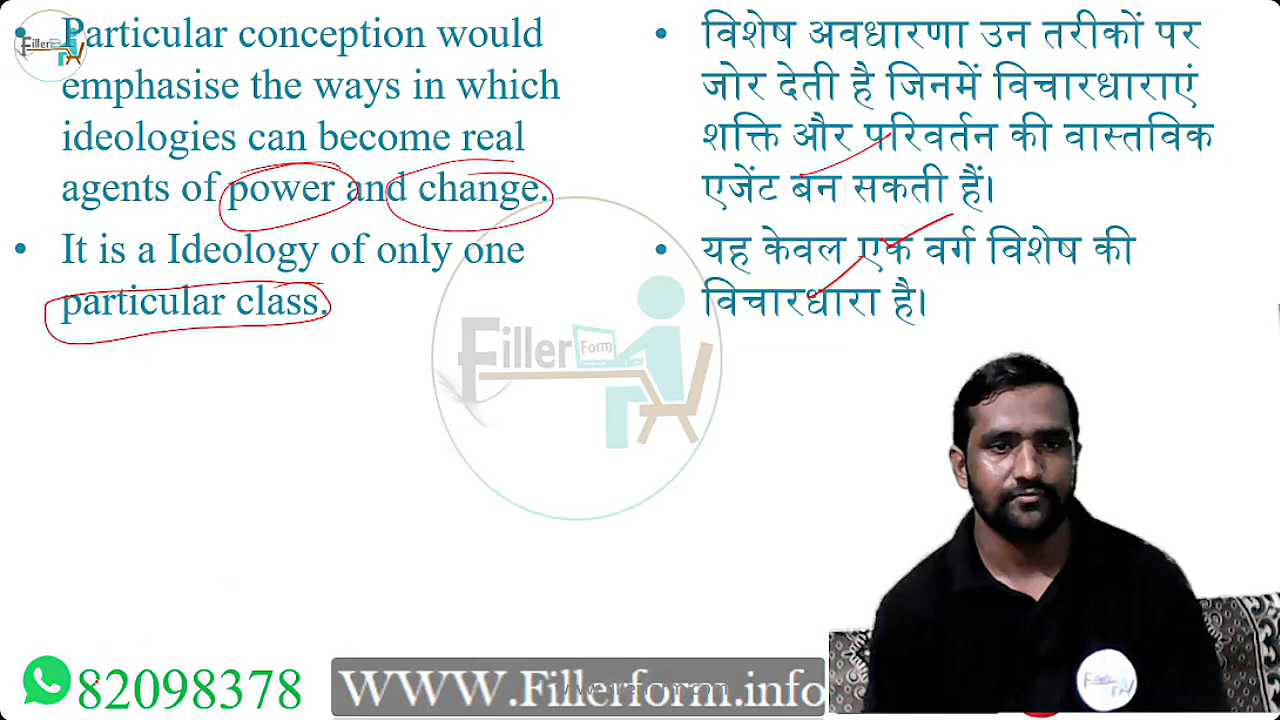 Particular conception would
emphasise the ways in which
ideologies can become real
agents of power and change.
It is a Ideology of only one
particular class.
विशेष अवधारणा उन तरीकों पर
जोर देती है जिनमें विचारधाराएं
शक्ति और परिवर्तन की वास्तविक
एजेंट बन सकती हैं।
यह केवल एक वर्ग विशेष की
विचारधारा है।
Filler
Form
82098378
www.Fillerform.info